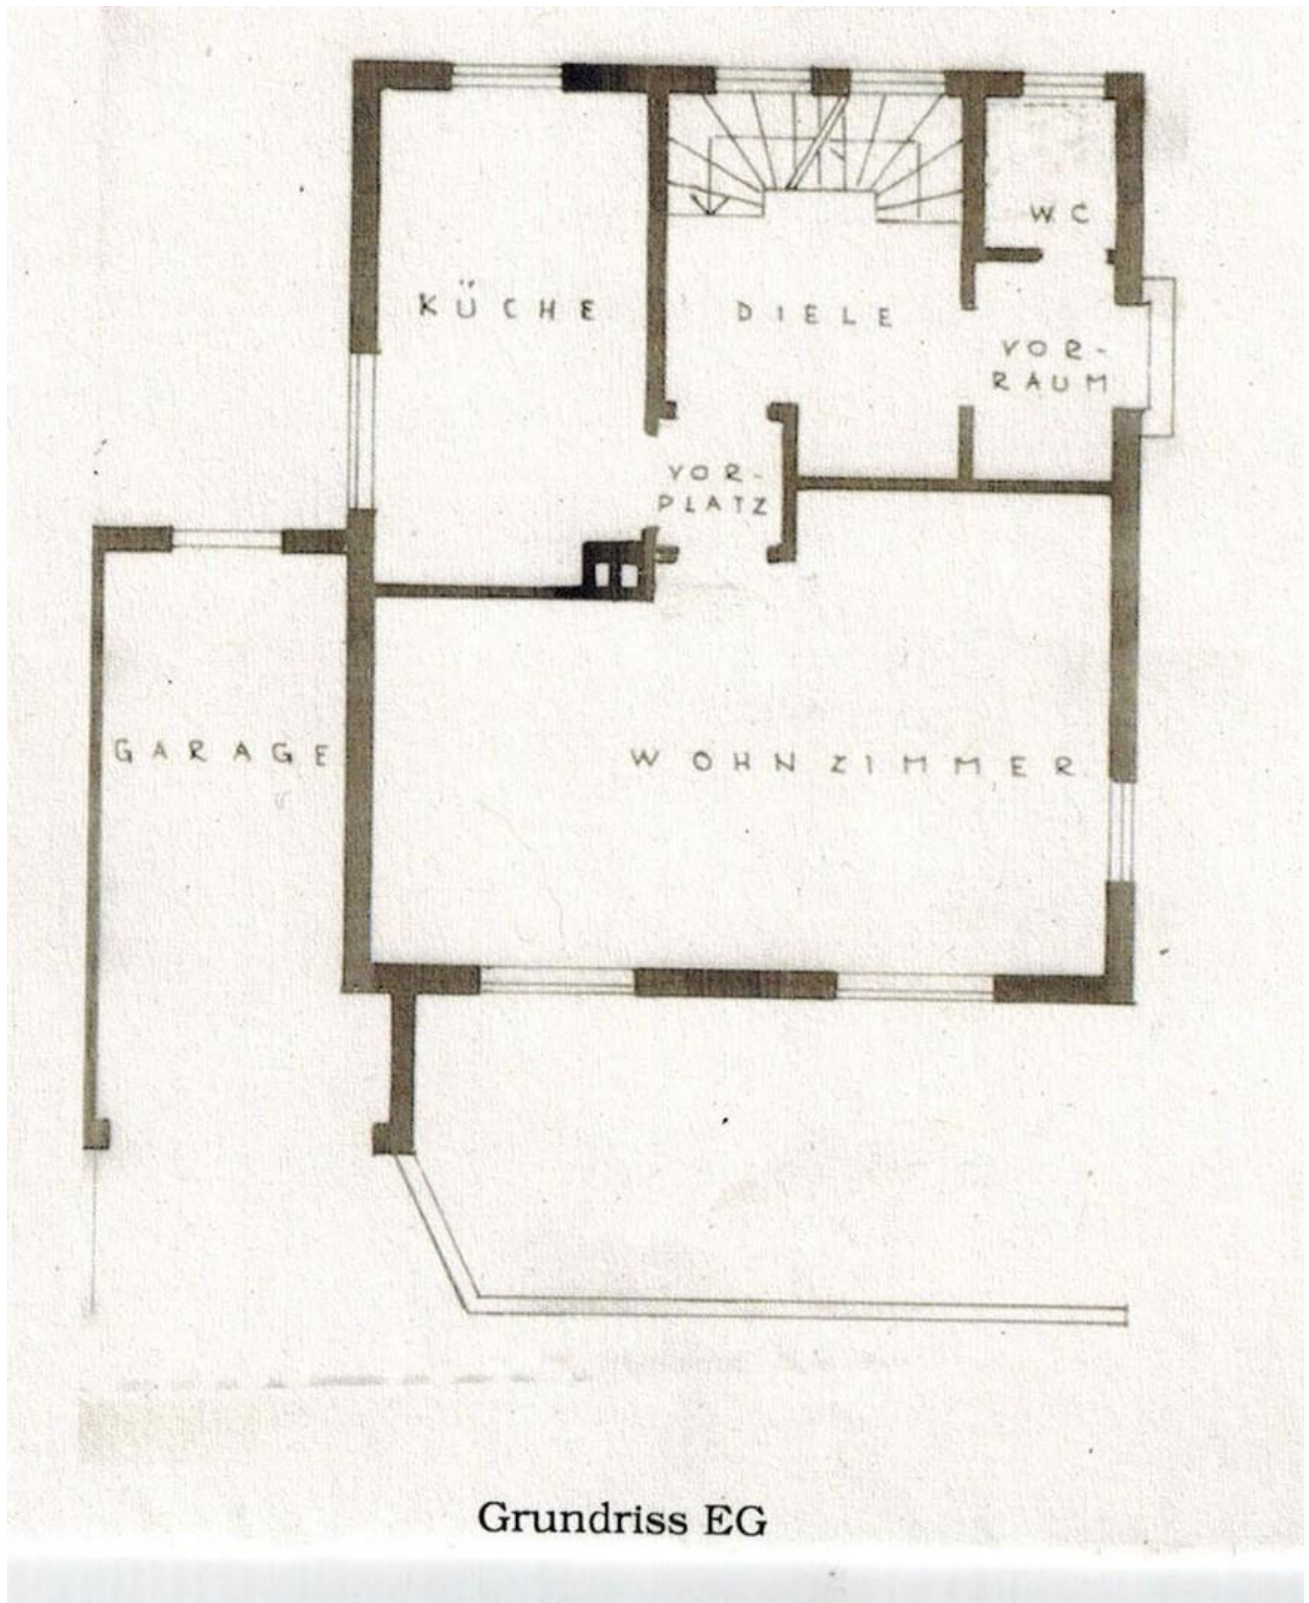 WC
KÜCHE
DIELE
VOR-
RAUM
VOR-
PLATZ
GARAGE
WOHNZIMMER
Grundriss EG